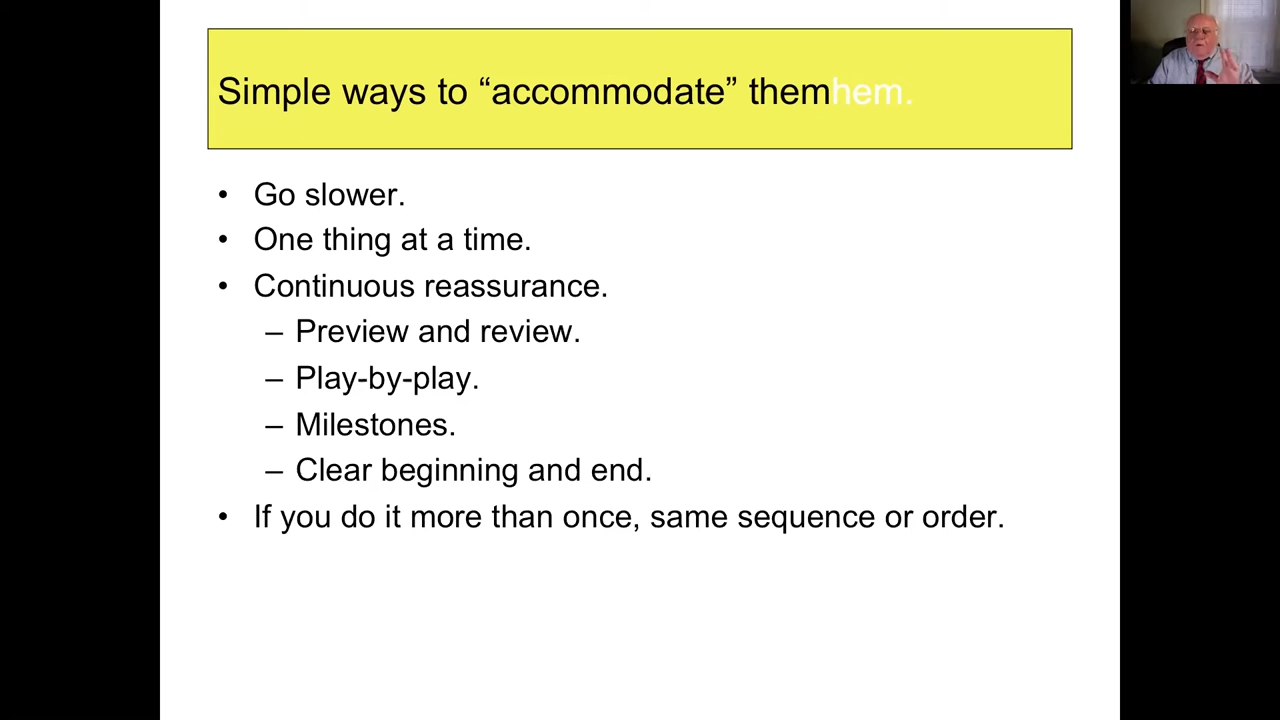 Simple ways to “accommodate” themhem.
• Go slower.
• One thing at a time.
• Continuous reassurance.
– Preview and review.
– Play-by-play.
– Milestones.
– Clear beginning and end.
• If you do it more than once, same sequence or order.